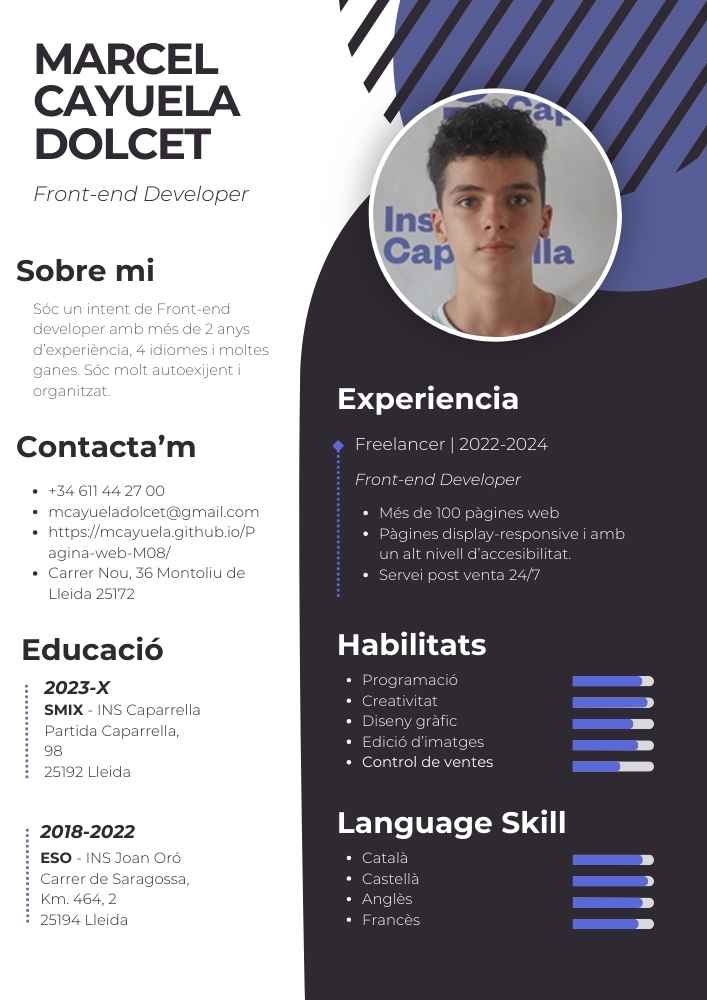 MARCEL
CAYUELA
DOLCET
Front-end Developer
Sobre mi
Sóc un intent de Front-end
developer amb més de 2 anys
d'experiència, 4 idiomes i moltes
ganes. Sóc molt autoexijent i
organitzat.
Contacta'm
+34 611 44 27 00
mcayueladolcet@gmail.com
https://mcayuela.github.io/P
agina-web-M08/
Carrer Nou, 36 Montoliu de
Lleida 25172
Educació
2023-X
SMIX - INS Caparrella
Partida Caparrella,
98
25192 Lleida
2018-2022
ESO - INS Joan Oró
Carrer de Saragossa,
Km. 464, 2
25194 Lleida
Experiencia
Freelancer | 2022-2024
Front-end Developer
Més de 100 pàgines web
Pàgines display-responsive i amb
un alt nivell d'accesibilitat.
Servei post venta 24/7
Habilitats
Programació
Creativitat
Diseny gràfic
Edició d'imatges
Control de ventes
Language Skill
Català
Castellà
Anglès
Francès